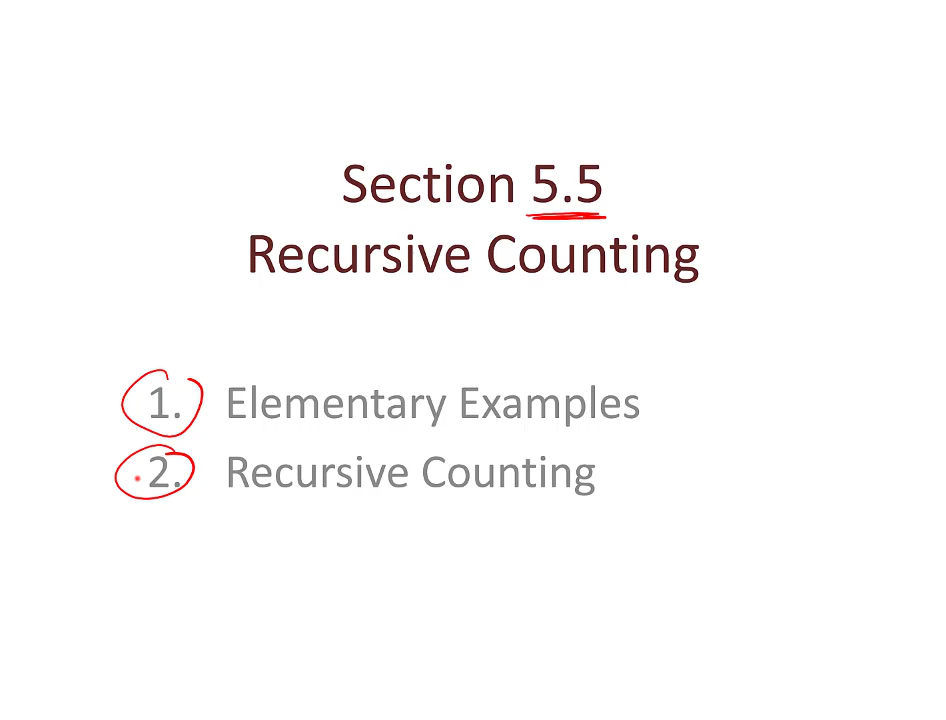 Section 5.5
Recursive Counting
1. Elementary Examples
2. Recursive Counting